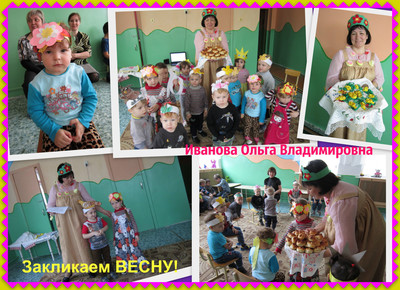 Иванова Ольга Владимировна
Закликаем ВЕСНУ!